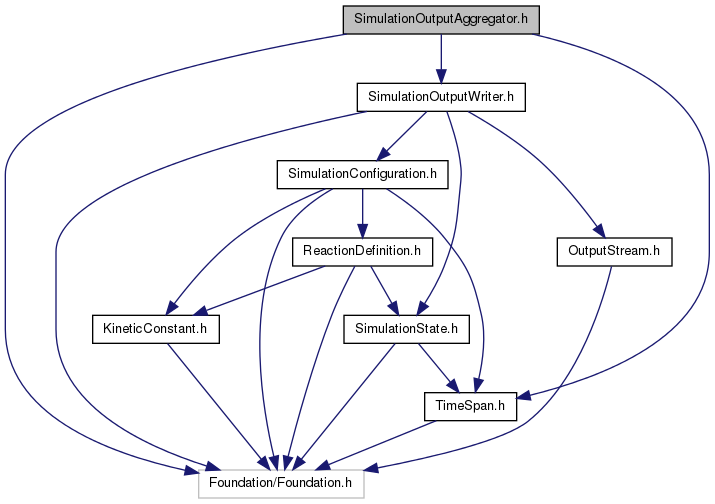 SimulationOutputAggregator.h
SimulationOutputWriter.h
SimulationConfiguration.h
ReactionDefinition.h
OutputStream.h
KineticConstant.h
SimulationState.h
TimeSpan.h
Foundation/Foundation.h